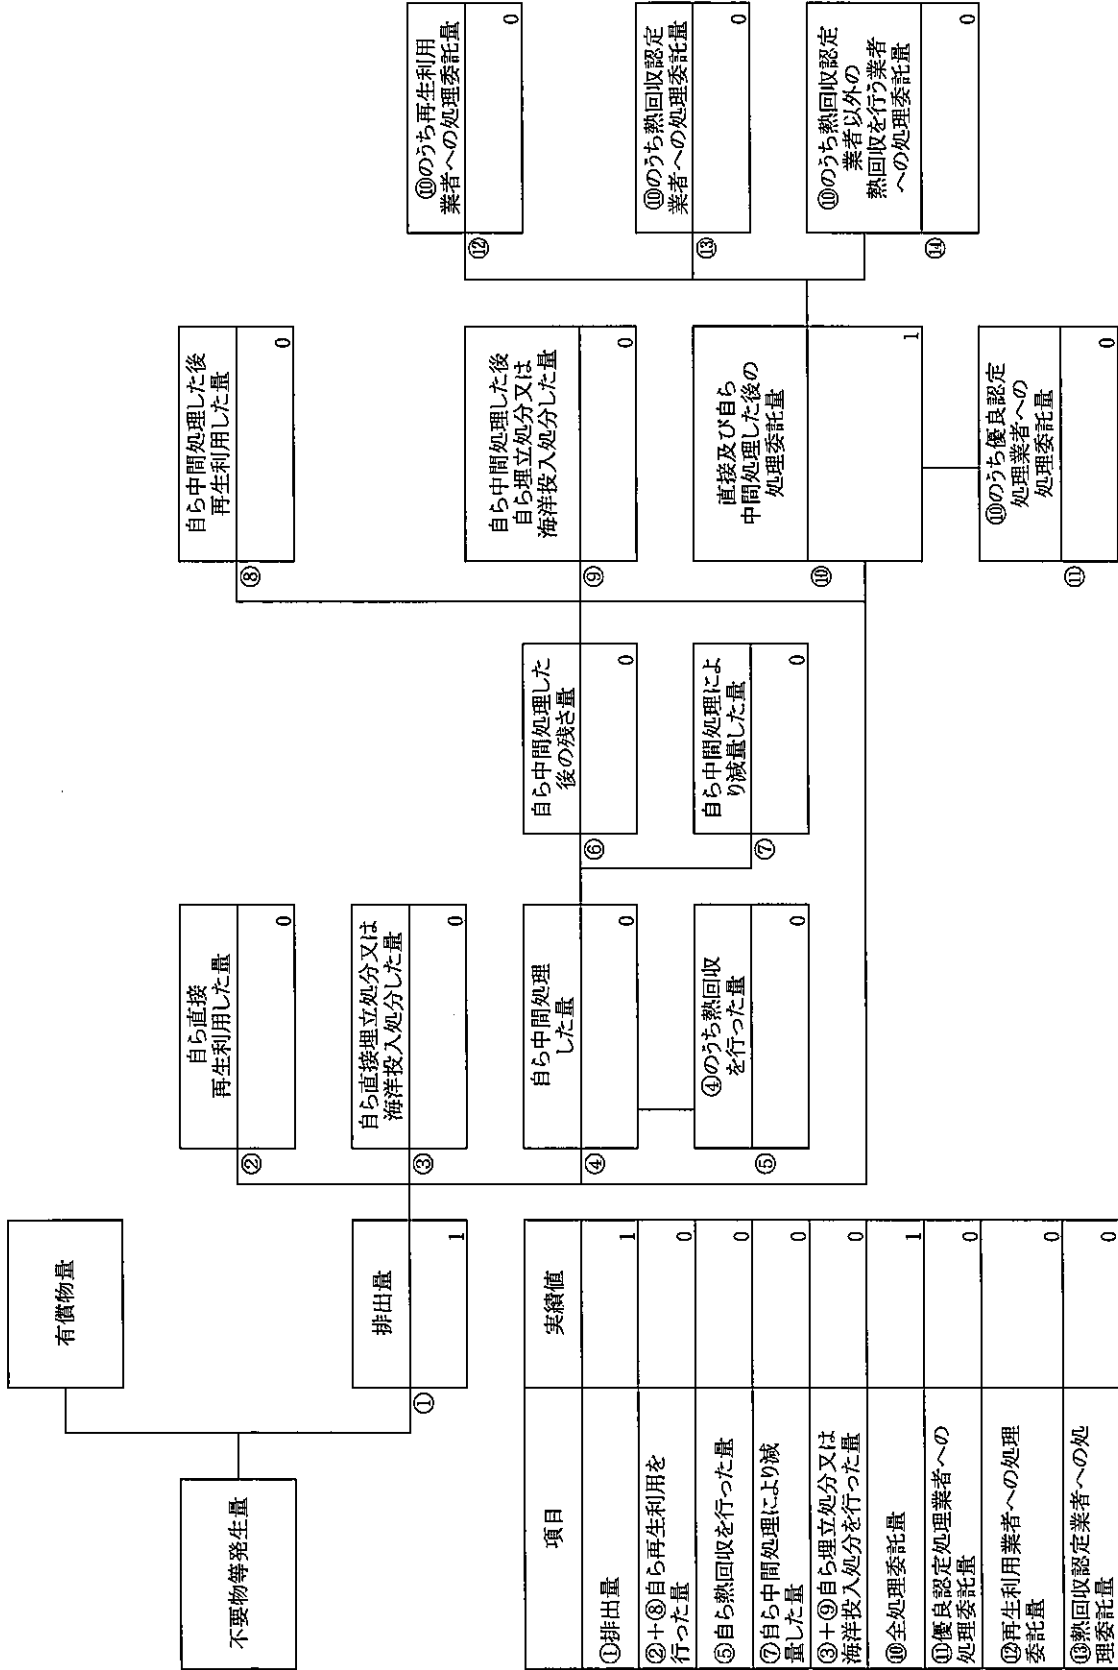 不要物等発生量
有償物量
排出量
①
1
自ら直接
再生利用した量
②
0
自ら直接埋立処分又は
海洋投入処分した量
③
0
自ら中間処理
した量
④
0
④のうち熱回収
を行った量
⑤
0
自ら中間処理した
後の残さ量
⑥
0
自ら中間処理によ
り減量した量
⑦
0
自ら中間処理した後
再生利用した量
⑧
0
自ら中間処理した後
自ら埋立処分又は
海洋投入処分した量
⑨
0
直接及び自ら
中間処理した後の
処理委託量
⑩
1
⑩のうち優良認定
処理業者への
処理委託量
⑪
0
⑩のうち再生利用
業者への処理委託量
⑫
0
⑩のうち熱回収認定
業者への処理委託量
⑬
0
⑩のうち熱回収認定
業者以外の
熱回収を行う業者
への処理委託量
⑭
0
項目 実績値
①排出量 1
②+⑧自ら再生利用を
行った量 0
⑤自ら熱回収を行った量 0
⑦自ら中間処理により減
量した量 0
③+⑨自ら埋立処分又は
海洋投入処分を行った量 0
⑩全処理委託量 1
⑪優良認定処理業者への
処理委託量 0
⑫再生利用業者への処理
委託量 0
⑬熱回収認定業者への処
理委託量 0